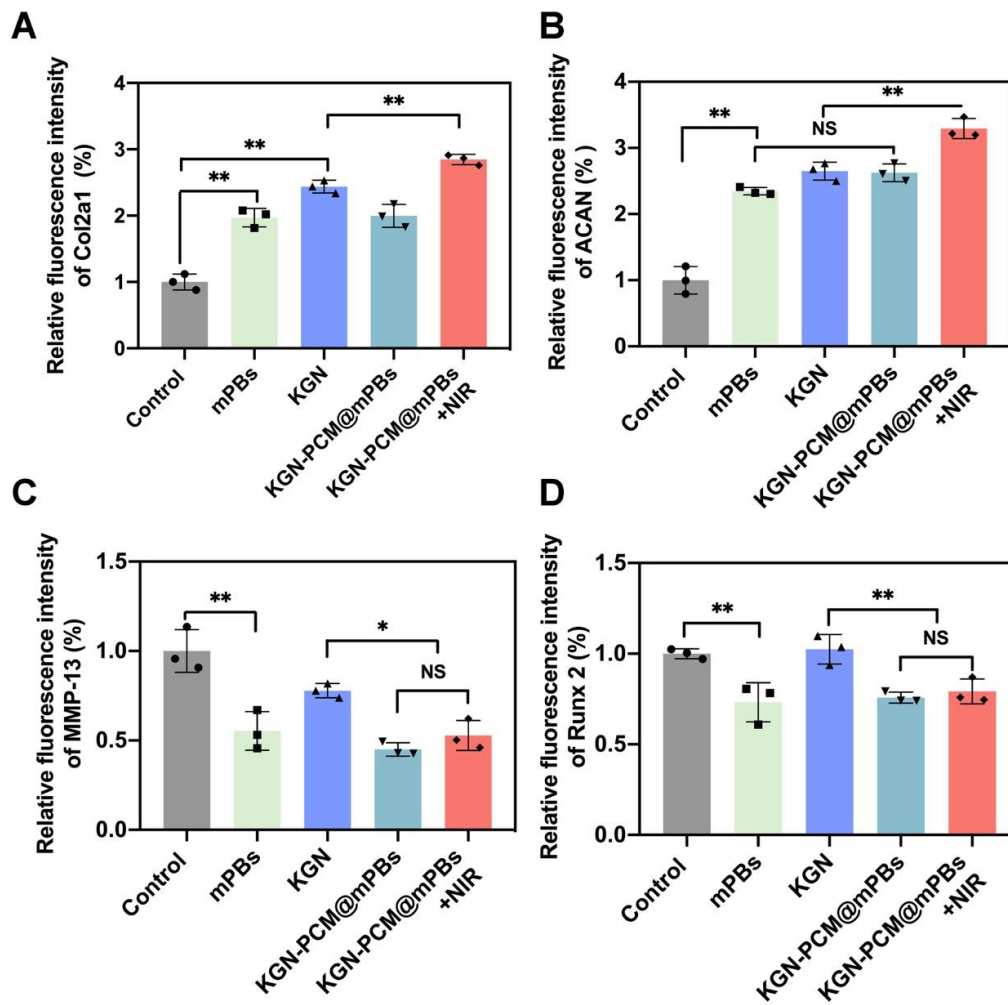 A
Relative fluorescence intensity
of Col2a1 (%)
4
3
2
1
0
**
**
**
Control
mPBs
KGN
KGN-PCM@mPBs
KGN-PCM@mPBs
+NIR
B
Relative fluorescence intensity
of ACAN (% )
4
3
2
1
0
**
NS
**
Control
mPBs
KGN
KGN-PCM@mPBs
KGN-PCM@mPBs
+NIR
C
Relative fluorescence intensity
of MMP-13 (%)
1.5
1.0
0.5
0.0
**
*
NS
Control
mPBs
KGN
KGN-PCM@mPBs
KGN-PCM@mPBs
+NIR
D
Relative fluorescence intensity
of Runx 2 (%)
1.5
1.0
0.5
0.0
**
**
NS
Control
mPBs
KGN
KGN-PCM@mPBs
KGN-PCM@mPBs
+NIR